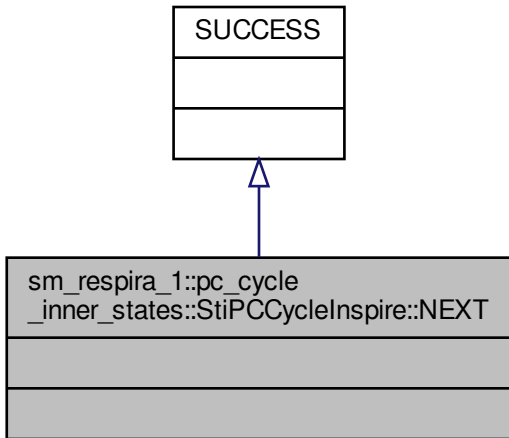 SUCCESS
sm_respira_1::pc_cycle
_inner_states::StiPCCycleInspire::NEXT